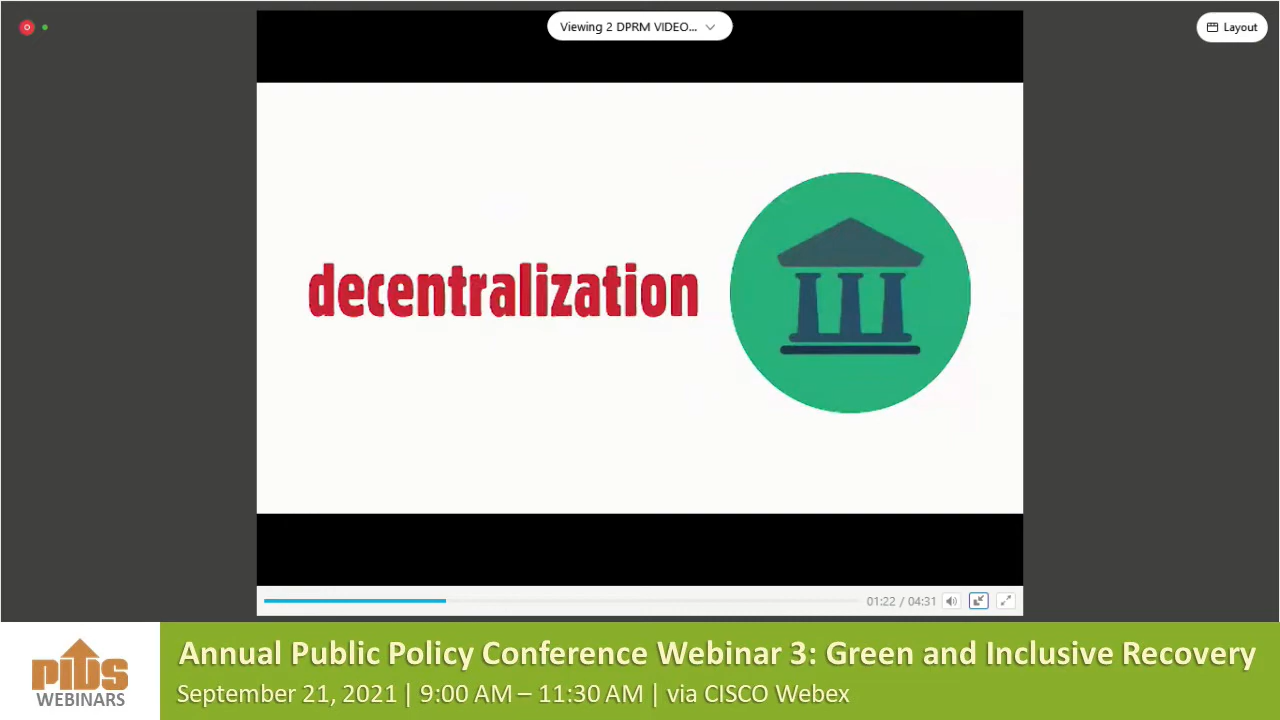 Viewing 2 DPRM VIDEO...
Layout
decentralization
01:22 / 04:31
PIDS
WEBINARS
Annual Public Policy Conference Webinar 3: Green and Inclusive Recovery
September 21, 2021 | 9:00 AM – 11:30 AM | via CISCO Webex